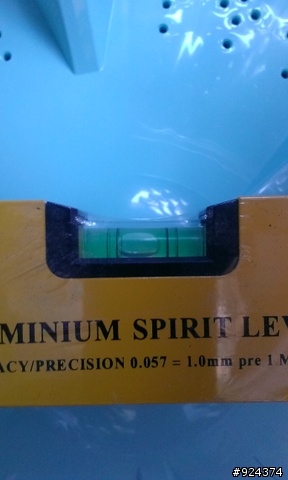 MINIUM SPIRIT LEV
ACY/PRECISION 0.057 = 1.0mm pre 1 M
#924374